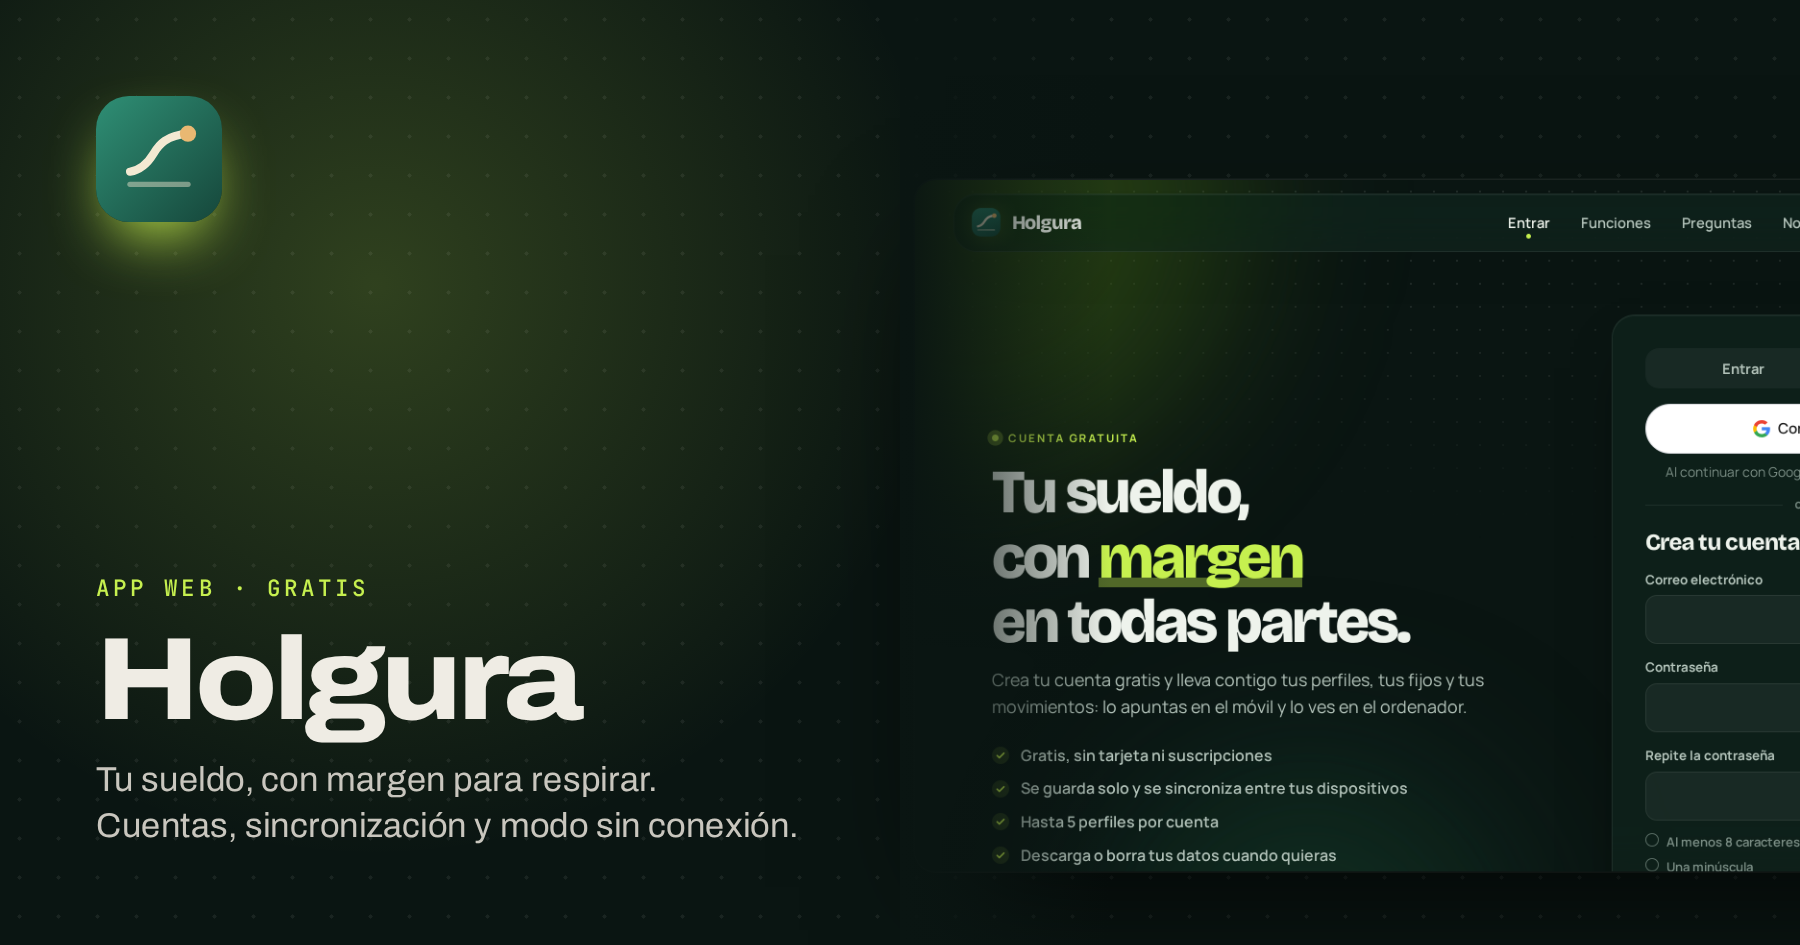 APP WEB · GRATIS
Holgura
Tu sueldo, con margen para respirar.
Cuentas, sincronización y modo sin conexión.
Holgura
Entrar
Funciones
Preguntas
CUENTA GRATUITA
Tu sueldo,
con margen
en todas partes.
Crea tu cuenta gratis y lleva contigo tus perfiles, tus fijos y tus
movimientos: lo apuntas en el móvil y lo ves en el ordenador.
Gratis, sin tarjeta ni suscripciones
Se guarda solo y se sincroniza entre tus dispositivos
Hasta 5 perfiles por cuenta
Descarga o borra tus datos cuando quieras
Entrar
Al continuar con
Crea tu cuenta
Correo electrónico
Contraseña
Repite la contraseña
Al menos 8 caracteres
Una minúscula